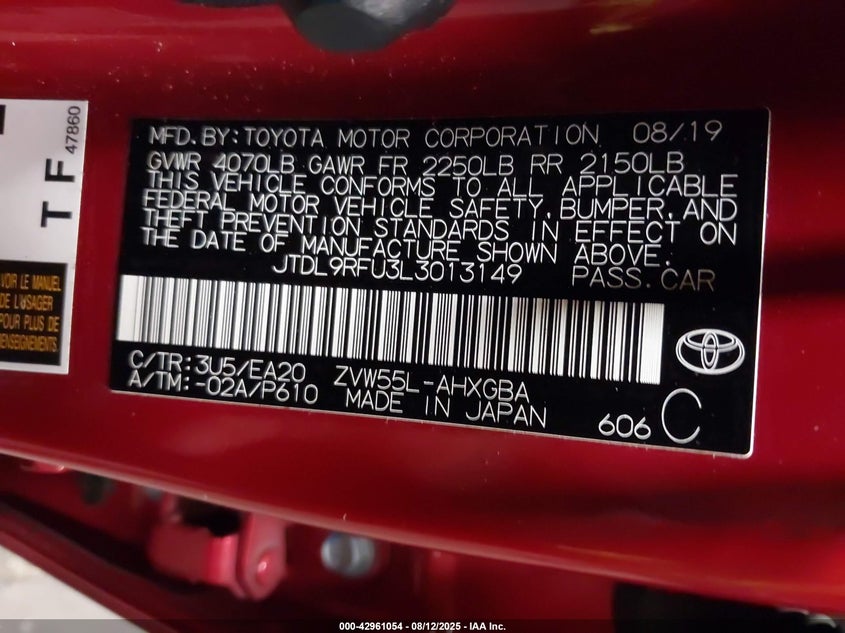 MFD.BY:TOYOTA MOTOR CORPORATION 08/19
GVWR 4070LB GAWR FR 2250LB RR 2150LB
THIS VEHICLE CONFORMS TO ALL APPLICABLE
FEDERAL MOTOR VEHICLE SAFETY,BUMPER,AND
THEFT PREVENTION STANDARDS IN EFFECT ON
THE DATE OF MANUFACTURE SHOWN ABOVE.
JTDL9RFU3L3013149 PASS.CAR
C/TR:3U5/EA20 ZVW55L-AHXGBA
A/TM:-02A/P610 MADE IN JAPAN
606 C
T F
47860
VOIR LE MANUEL
DE L'USAGER
POUR PLUS DE
RENSEIGNEMENTS
000-42961054 - 08/12/2025 - IAA Inc.